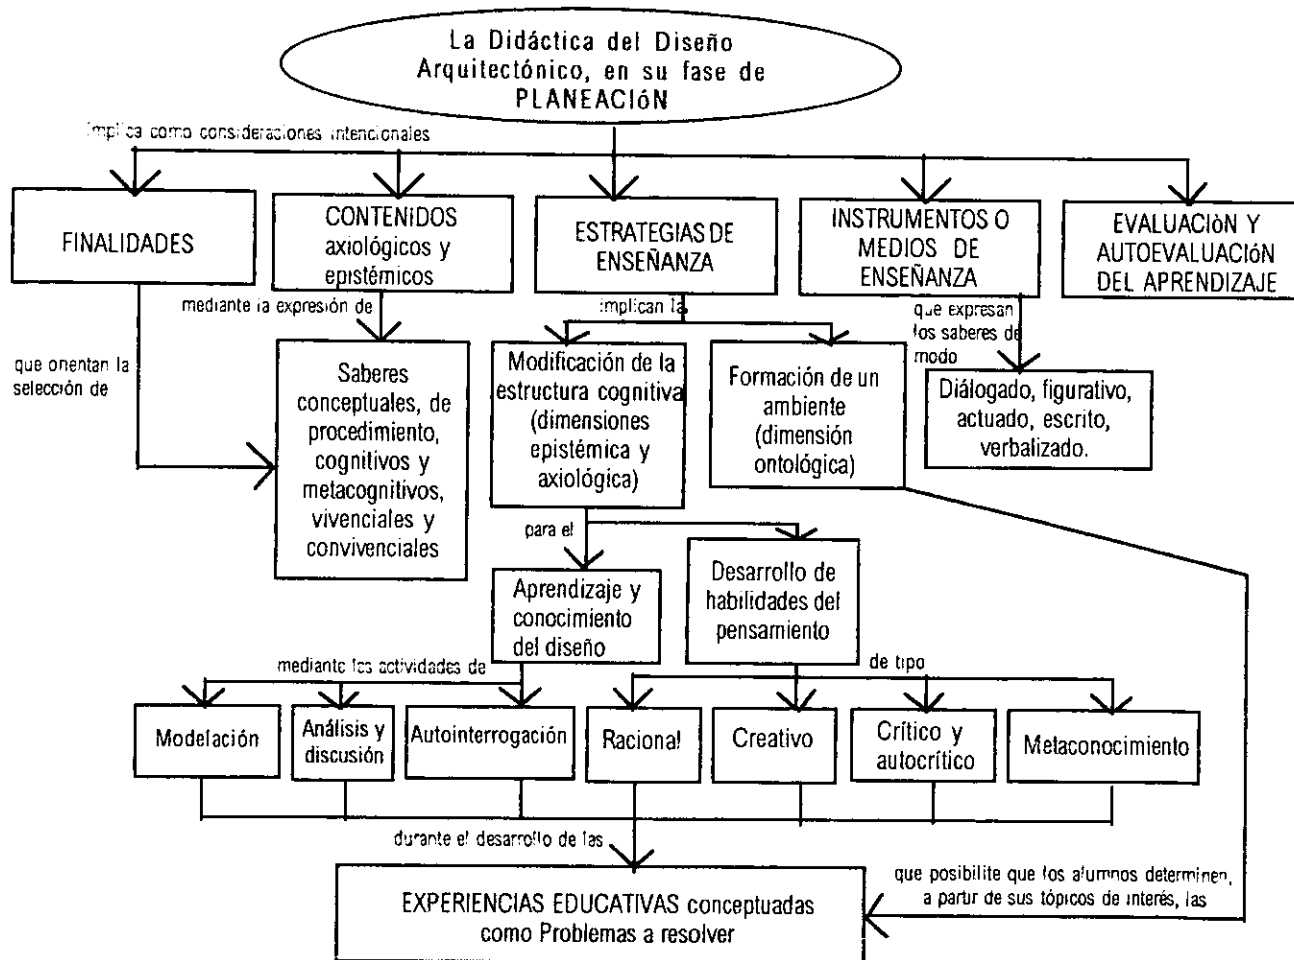 La Didáctica del Diseño
Arquitectónico, en su fase de
PLANEACIóN
implica como consideraciones intencionales
FINALIDADES
CONTENIDOS
axiológicos y
epistémicos
ESTRATEGIAS DE
ENSEÑANZA
INSTRUMENTOS O
MEDIOS DE
ENSEÑANZA
EVALUACIóN Y
AUTOEVALUACIóN
DEL APRENDIZAJE
mediante la expresión de
implican la
que expresan
los saberes de
modo
que orientan la
selección de
Saberes
conceptuales, de
procedimiento,
cognitivos y
metacognitivos,
vivenciales y
convivenciales
Modificación de la
estructura cognitiva
(dimensiones
epistémica y
axiológica)
Formación de un
ambiente
(dimensión
ontológica)
Diálogado, figurativo,
actuado, escrito,
verbalizado.
para el
Aprendizaje y
conocimiento
del diseño
Desarrollo de
habilidades del
pensamiento
mediante las actividades de
de tipo
Modelación
Análisis y
discusión
Autointerrogación
Racional
Creativo
Crítico y
autocrítico
Metaconocimiento
durante el desarrollo de las
que posibilite que los alumnos determinen,
a partir de sus tópicos de interés, las
EXPERIENCIAS EDUCATIVAS conceptuadas
como Problemas a resolver